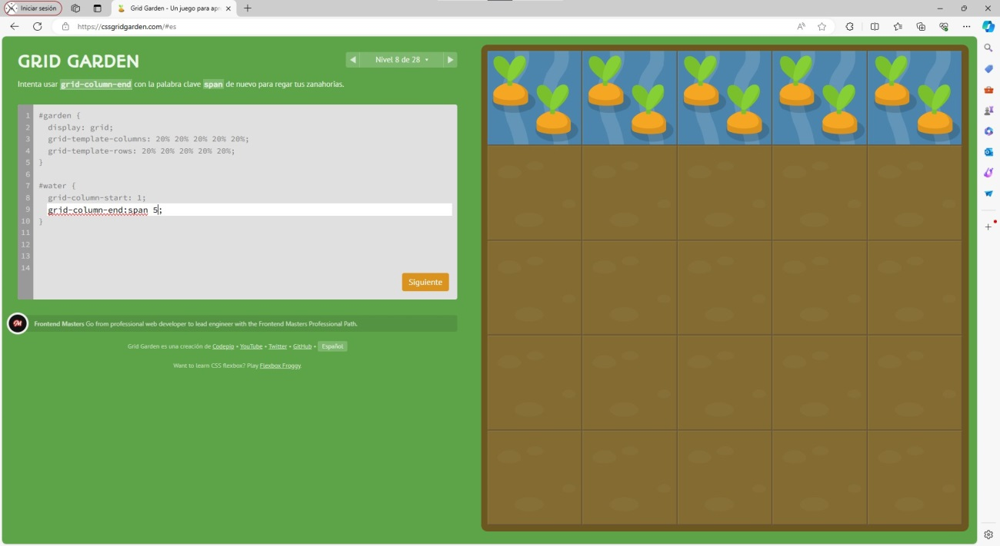 Iniciar sesión
Grid Garden - Un juego para apr
https://cssgridgarden.com/#es
GRID GARDEN
Nivel 8 de 28
Intenta usar grid-column-end con la palabra clave span de nuevo para regar tus zanahorias.
1 #garden {
2 display: grid;
3 grid-template-columns: 20% 20% 20% 20% 20%;
4 grid-template-rows: 20% 20% 20% 20% 20%;
5 }
6
7 #water {
8 grid-column-start: 1;
9 grid-column-end:span 5;
10 }
11
12
13
14
Siguiente
Frontend Masters Go from professional web developer to lead engineer with the Frontend Masters Professional Path.
Grid Garden es una creación de Codepip • YouTube • Twitter • GitHub • Español
Want to learn CSS flexbox? Play Flexbox Froggy.